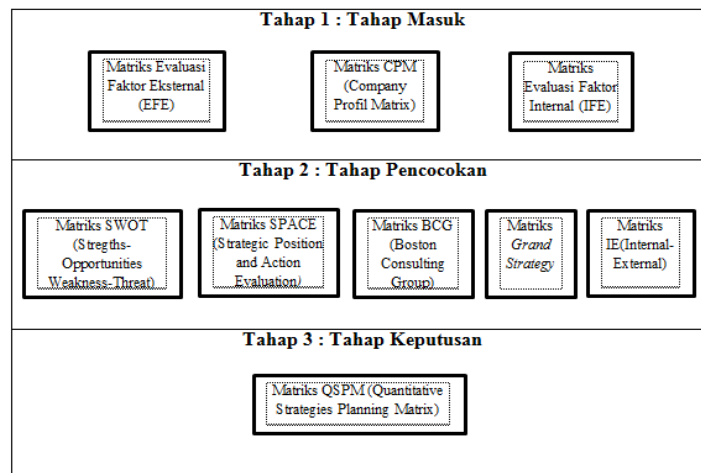 Tahap 1 : Tahap Masuk
Matriks Evaluasi
Faktor Eksternal
(EFE)
Matriks CPM
(Company
Profil Matrix)
Matriks
Evaluasi Faktor
Internal (IFE)
Tahap 2 : Tahap Pencocokan
Matriks SWOT
(Stregths-
Opportunities
Weakness-Threat)
Matriks SPACE
(Strategic Position
and Action
Evaluation)
Matriks BCG
(Boston
Consulting
Group)
Matriks
Grand
Strategy
Matriks
IE(Internal-
External)
Tahap 3 : Tahap Keputusan
Matriks QSPM (Quantitative
Strategies Planning Matrix)